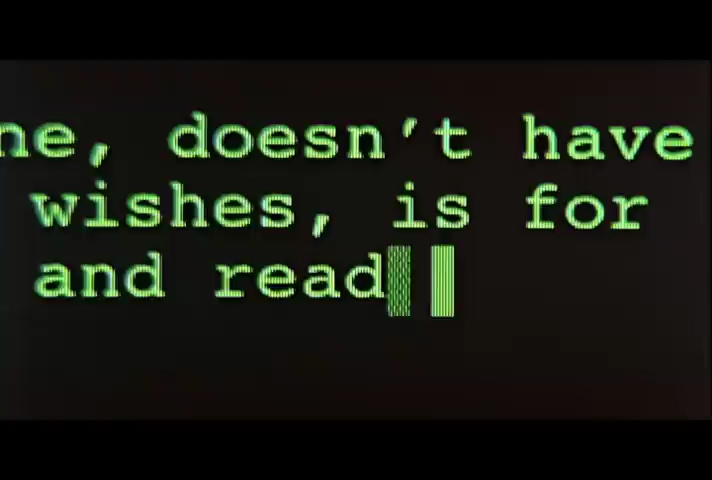 ne, doesn't have
wishes, is for
and read